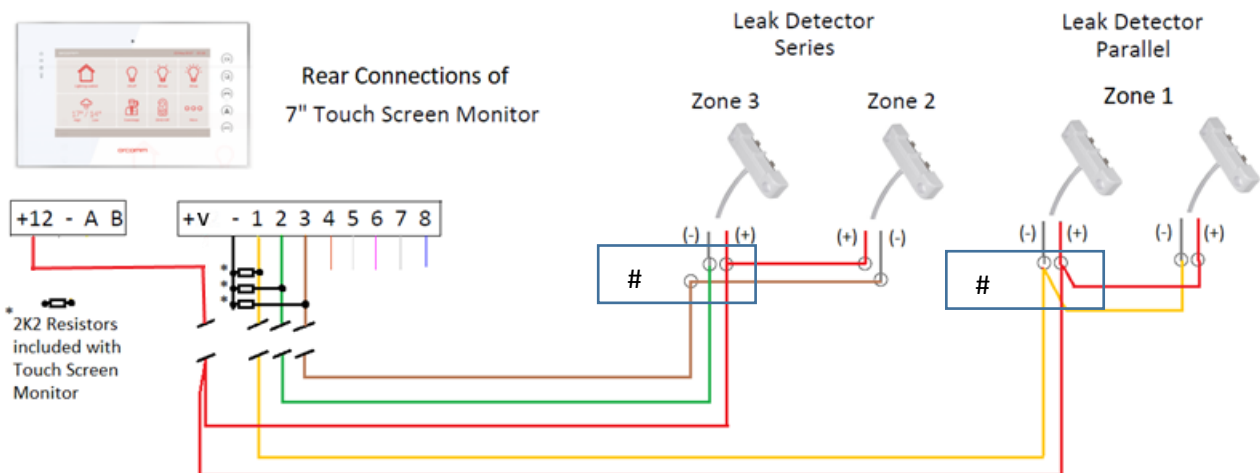 Leak Detector
Series
Leak Detector
Parallel
Rear Connections of
7" Touch Screen Monitor
Zone 3
Zone 2
Zone 1
+12 - A B
+v - 1 2 3 4 5 6 7 8
(-) (+)
(+) (-)
(-) (+)
(-) (+)
#
#
*
*
*
*
2K2 Resistors
included with
Touch Screen
Monitor